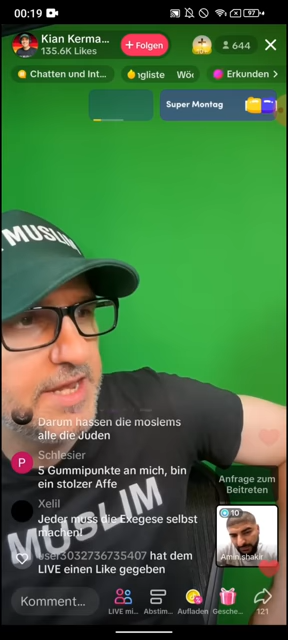 00:19
97
Kian Kerma...
135.6K Likes
+ Folgen
644
Chatten und Int...
ngliste
Wö
Erkunden
Super Montag
MUSLIM
Darum hassen die moslems
alle die Juden
P
Schlesier
5 Gummipunkte an mich, bin
ein stolzer Affe
Anfrage zum
Beitreten
Xelil
Jeder muss die Exegese selbst
machen!
MUSLIM
10
Amin.shakir
user3032736735407 hat dem
LIVE einen Like gegeben
Komment...
LIVE mi...
Abstim...
Aufladen
Gesche...
121